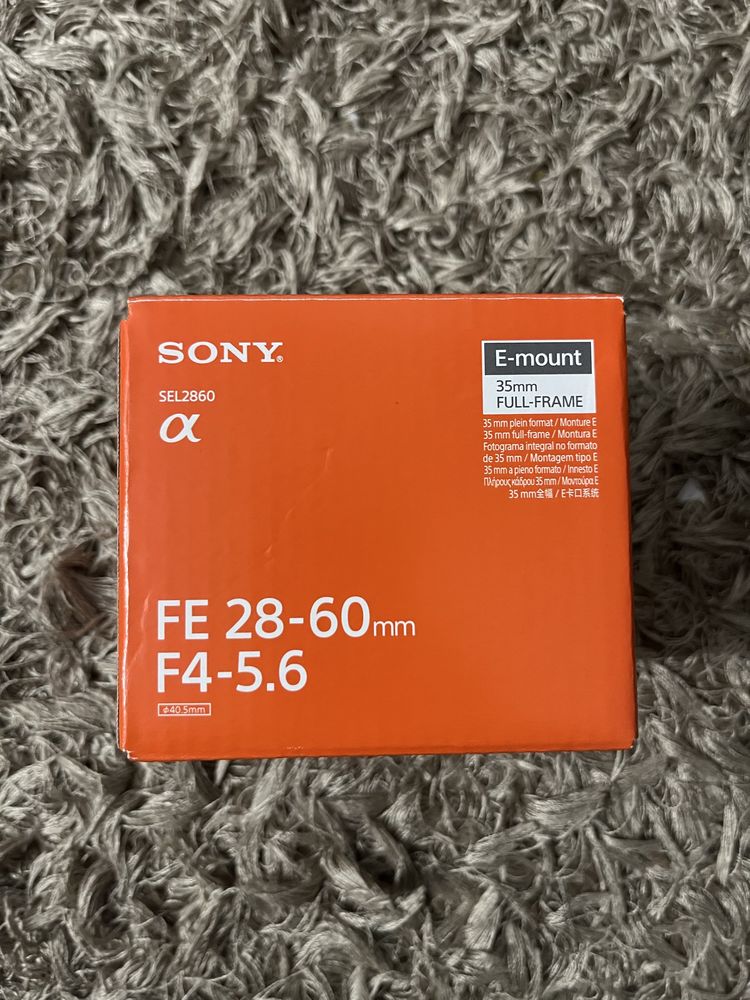 SONY®
SEL2860
α
E-mount
35mm
FULL-FRAME
35 mm plein format / Monture E
35 mm full-frame / Montura E
Fotograma integral no formato
de 35 mm / Montagem tipo E
35 mm a pieno formato / Innesto E
Πλήρους κάδρου 35 mm / Μοντούρα E
35 mm全幅 / E卡口系统
FE 28-60mm
F4-5.6
φ40.5mm